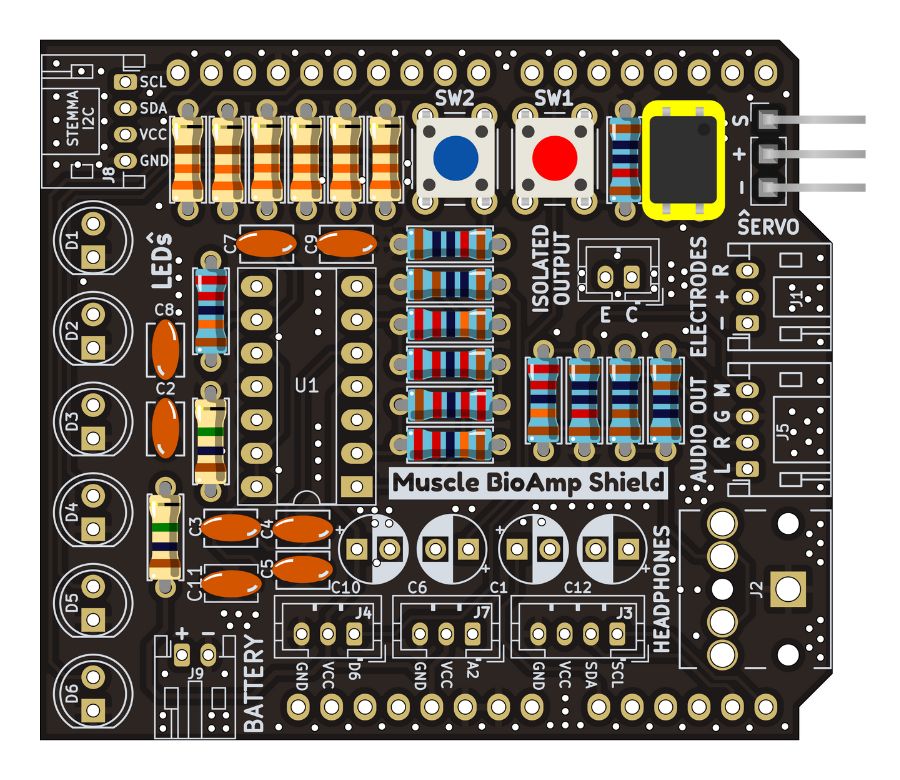 SCL
SDA
VCC
GND
STEMMA
I2C
J8
SW2
SW1
S
+
-
ŜERVO
D1
D2
D3
D4
D5
D6
LEDŝ
C7
C9
C8
C2
U1
ISOLATED
OUTPUT
E C
ELECTRODES
R
+
-
J1
AUDIO OUT
L R G M
J5
Muscle BioAmp Shield
C3
C4
C11
C5
+
+
+
+
C10
C6
C1
C12
HEADPHONES
J2
J4
J7
J3
GND
VCC
D6
GND
VCC
A2
GND
VCC
SDA
SCL
+ -
J9
BATTERY